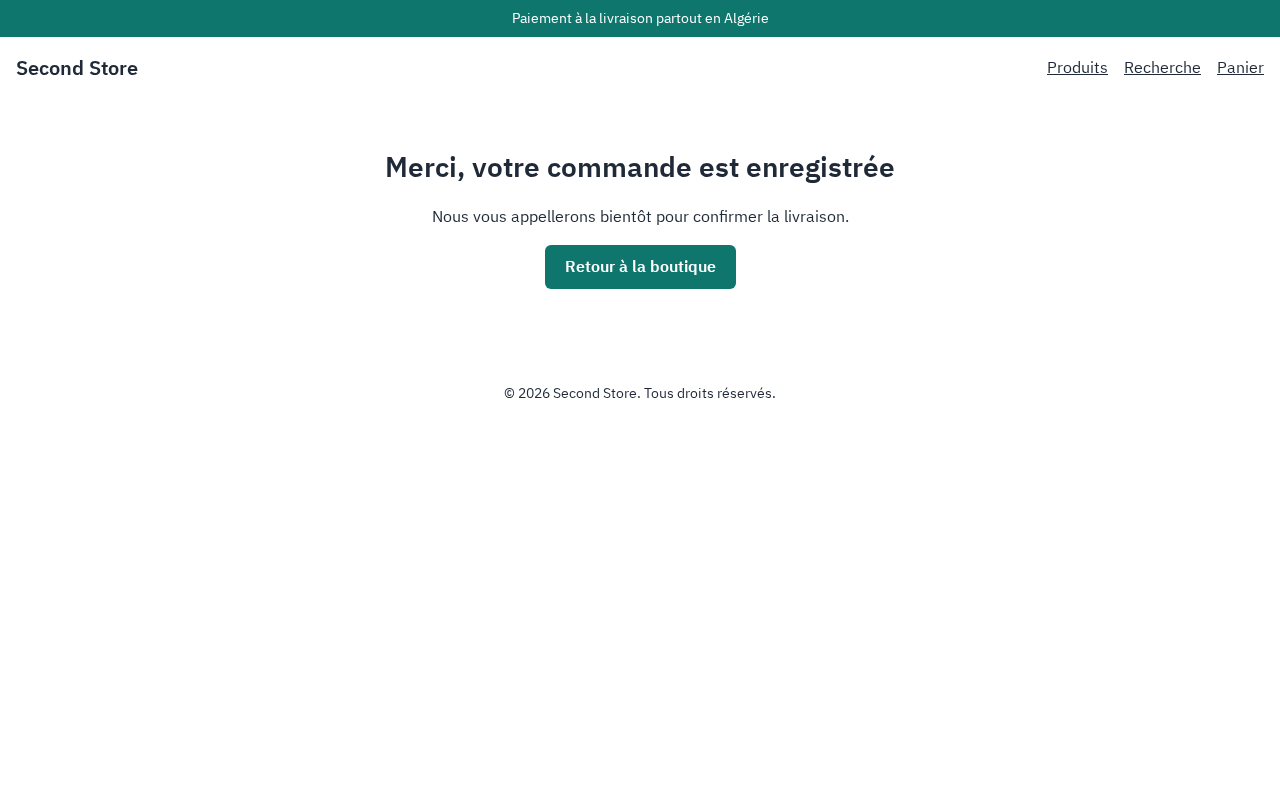 Paiement à la livraison partout en Algérie
Second Store
Produits Recherche Panier
Merci, votre commande est enregistrée
Nous vous appellerons bientôt pour confirmer la livraison.
Retour à la boutique
© 2026 Second Store. Tous droits réservés.